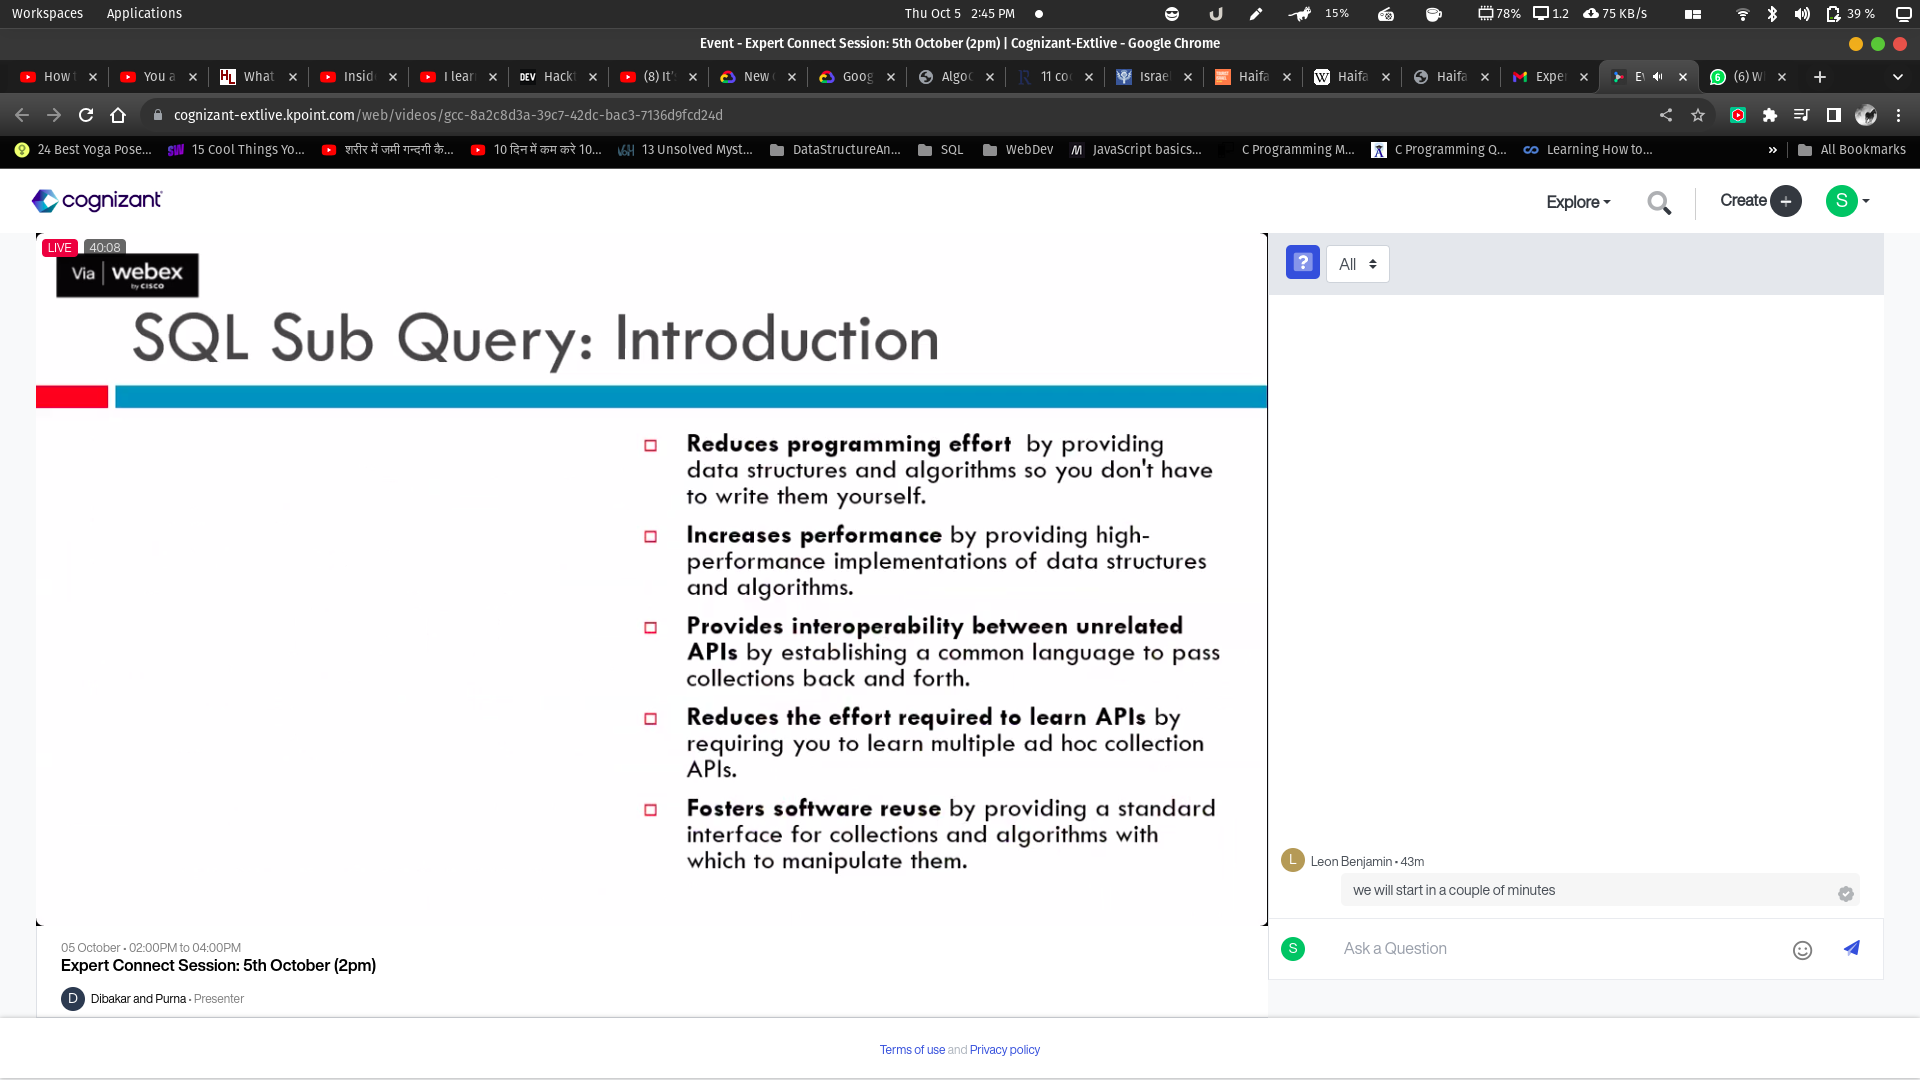 Workspaces Applications Thu Oct 5 2:45 PM 15% 78% 1.2 75 KB/s 39 %
Event - Expert Connect Session: 5th October (2pm) | Cognizant-Extlive - Google Chrome
How You a HL What Insid I lear DEV Hack (8) It' New Goog AlgoC R 11 co Israe Haifa W Haifa Haifa Expe E (6) W
cognizant-extlive.kpoint.com/web/videos/gcc-8a2c8d3a-39c7-42dc-bac3-7136d9fcd24d
24 Best Yoga Pose... SW 15 Cool Things Yo... शरीर में जमी गन्दगी कै... 10 दिन में कम करे 10... 13 Unsolved Myst... DataStructureAn... SQL WebDev M JavaScript basics... C Programming M... C Programming Q... Learning How to... » All Bookmarks
cognizant Explore Create + S
LIVE 40:08
Via webex
by CISCO
? All
SQL Sub Query: Introduction
Reduces programming effort by providing
data structures and algorithms so you don't have
to write them yourself.
Increases performance by providing high-
performance implementations of data structures
and algorithms.
Provides interoperability between unrelated
APIs by establishing a common language to pass
collections back and forth.
Reduces the effort required to learn APIs by
requiring you to learn multiple ad hoc collection
APIs.
Fosters software reuse by providing a standard
interface for collections and algorithms with
which to manipulate them.
L Leon Benjamin • 43m
we will start in a couple of minutes
S Ask a Question
05 October • 02:00PM to 04:00PM
Expert Connect Session: 5th October (2pm)
D Dibakar and Purna • Presenter
Terms of use and Privacy policy